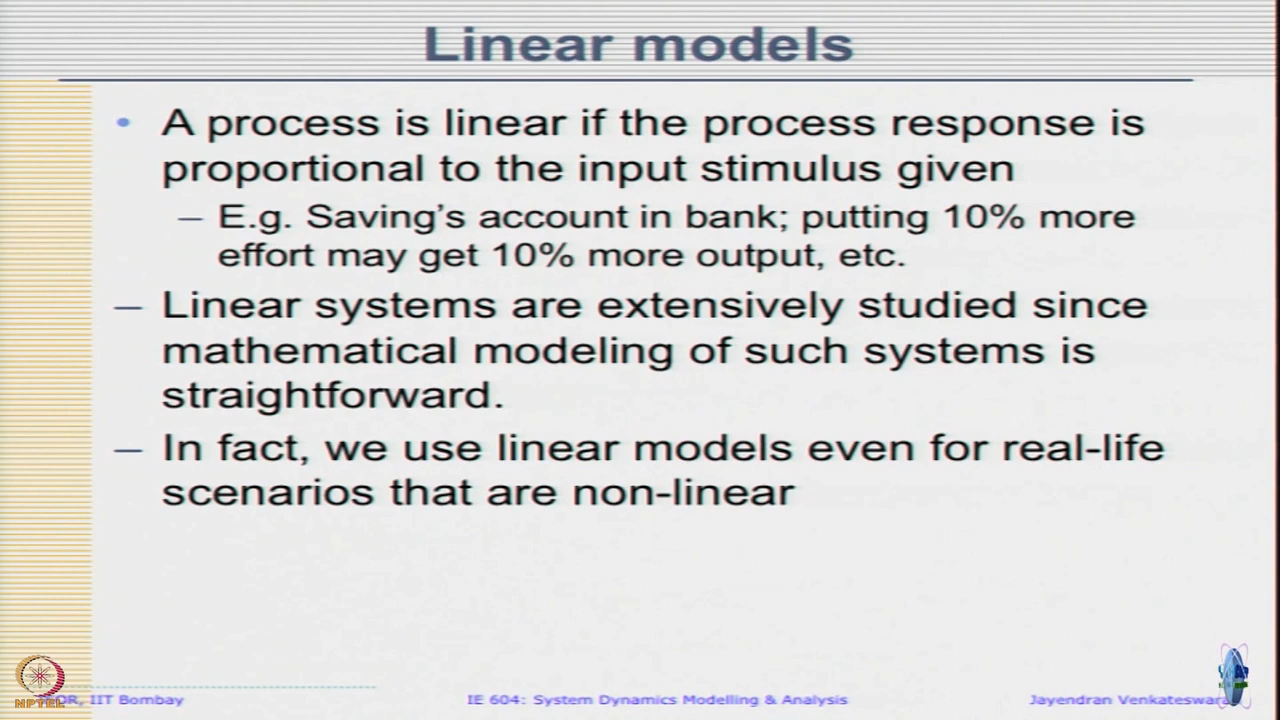 Linear models
• A process is linear if the process response is
proportional to the input stimulus given
– E.g. Saving's account in bank; putting 10% more
effort may get 10% more output, etc.
– Linear systems are extensively studied since
mathematical modeling of such systems is
straightforward.
– In fact, we use linear models even for real-life
scenarios that are non-linear
IIT Bombay
IE 604: System Dynamics Modelling & Analysis
Jayendran
NPTEL